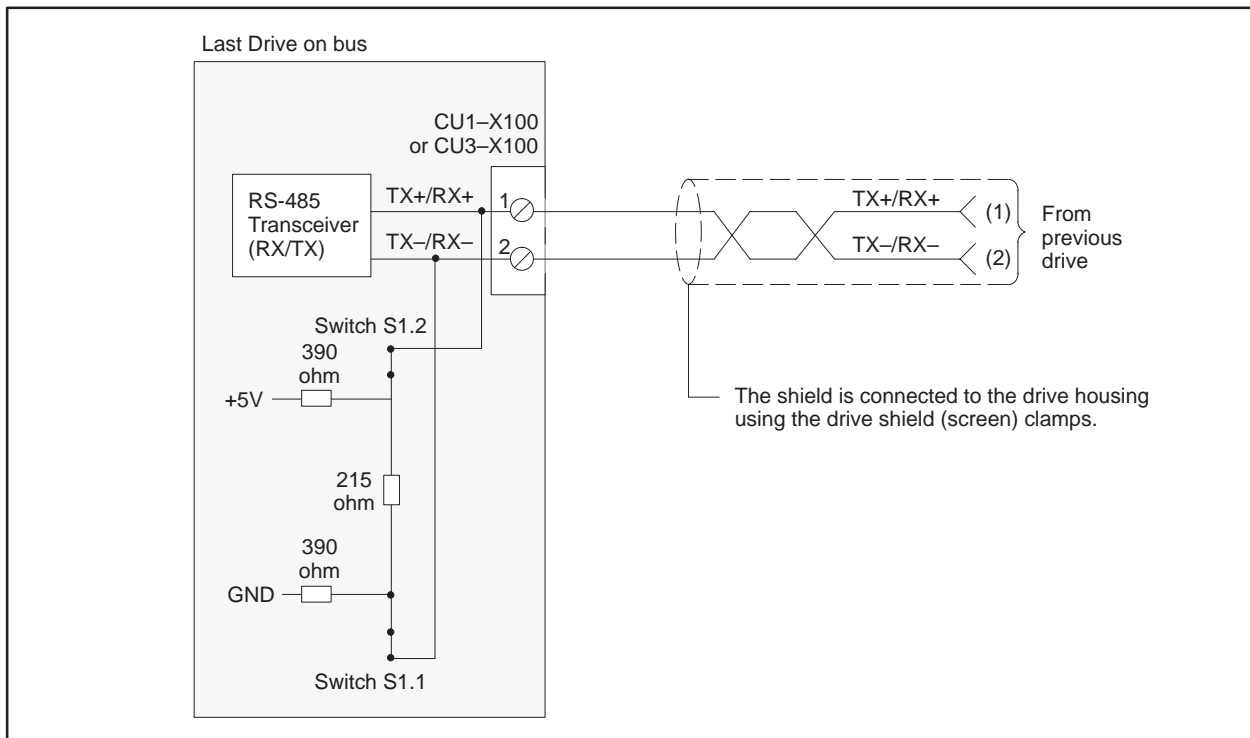 Last Drive on bus
CU1–X100
or CU3–X100
RS-485
Transceiver
(RX/TX)
TX+/RX+
TX–/RX–
1
2
TX+/RX+
TX–/RX–
(1)
(2)
From
previous
drive
Switch S1.2
390
ohm
+5V
The shield is connected to the drive housing
using the drive shield (screen) clamps.
215
ohm
390
ohm
GND
Switch S1.1